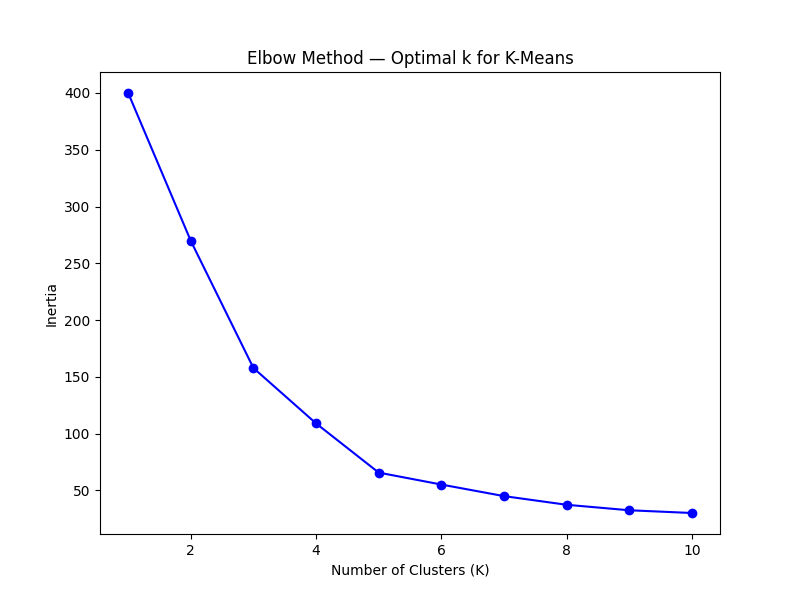 Elbow Method — Optimal k for K-Means
400
350
300
250
200
150
100
50
Inertia
2 4 6 8 10
Number of Clusters (K)